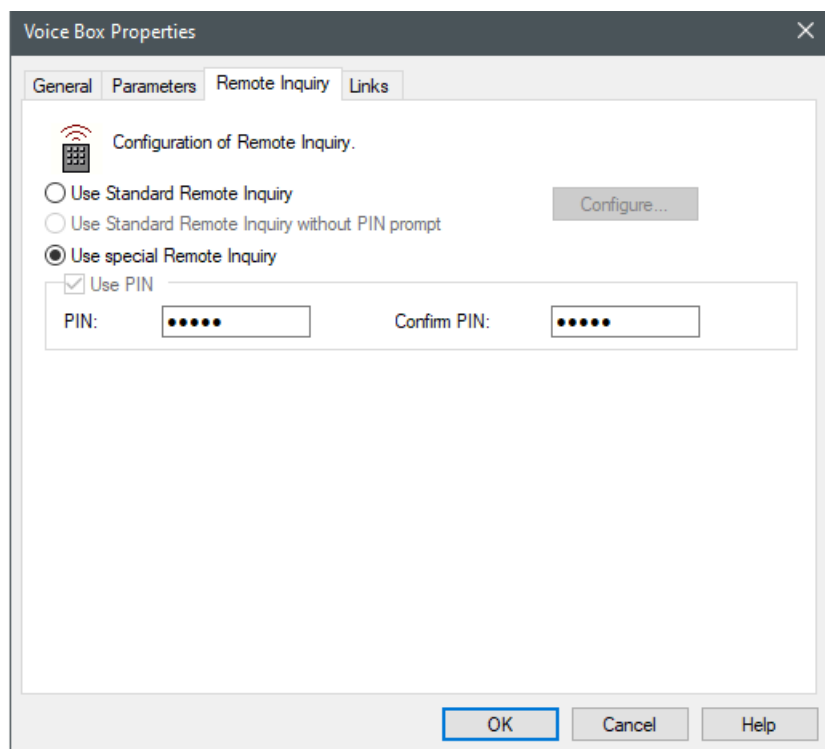 Voice Box Properties
General Parameters Remote Inquiry Links
Configuration of Remote Inquiry.
Use Standard Remote Inquiry
Configure...
Use Standard Remote Inquiry without PIN prompt
Use special Remote Inquiry
Use PIN
PIN: ••••• Confirm PIN: •••••
OK Cancel Help